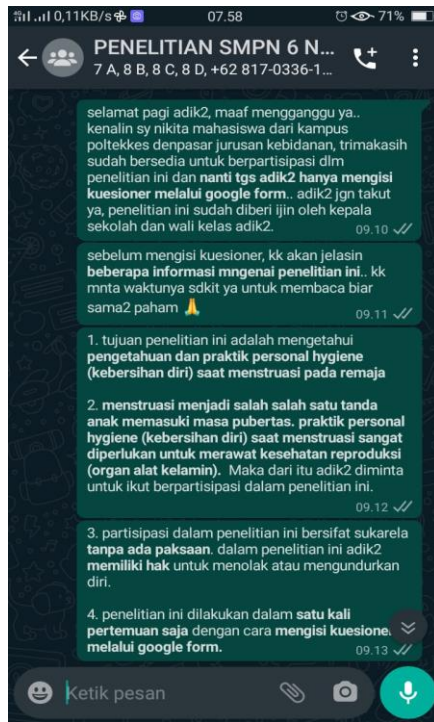 0,11KB/s
07.58
71%
PENELITIAN SMPN 6 N...
7 A, 8 B, 8 C, 8 D, +62 817-0336-1...
selamat pagi adik2, maaf mengganggu ya..
kenalin sy nikita mahasiswa dari kampus
poltekkes denpasar jurusan kebidanan, trimakasih
sudah bersedia untuk berpartisipasi dlm
penelitian ini dan nanti tgs adik2 hanya mengisi
kuesioner melalui google form.. adik2 jgn takut
ya, penelitian ini sudah diberi ijin oleh kepala
sekolah dan wali kelas adik2.
09.10
sebelum mengisi kuesioner, kk akan jelasin
beberapa informasi mngenai penelitian ini.. kk
mnta waktunya sdkit ya untuk membaca biar
sama2 paham 🙏
09.11
1. tujuan penelitian ini adalah mengetahui
pengetahuan dan praktik personal hygiene
(kebersihan diri) saat menstruasi pada remaja
2. menstruasi menjadi salah salah satu tanda
anak memasuki masa pubertas. praktik personal
hygiene (kebersihan diri) saat menstruasi sangat
diperlukan untuk merawat kesehatan reproduksi
(organ alat kelamin). Maka dari itu adik2 diminta
untuk ikut berpartisipasi dalam penelitian ini.
09.12
3. partisipasi dalam penelitian ini bersifat sukarela
tanpa ada paksaan. dalam penelitian ini adik2
memiliki hak untuk menolak atau mengundurkan
diri.
4. penelitian ini dilakukan dalam satu kali
pertemuan saja dengan cara mengisi kuesione
melalui google form.
09.13
Ketik pesan